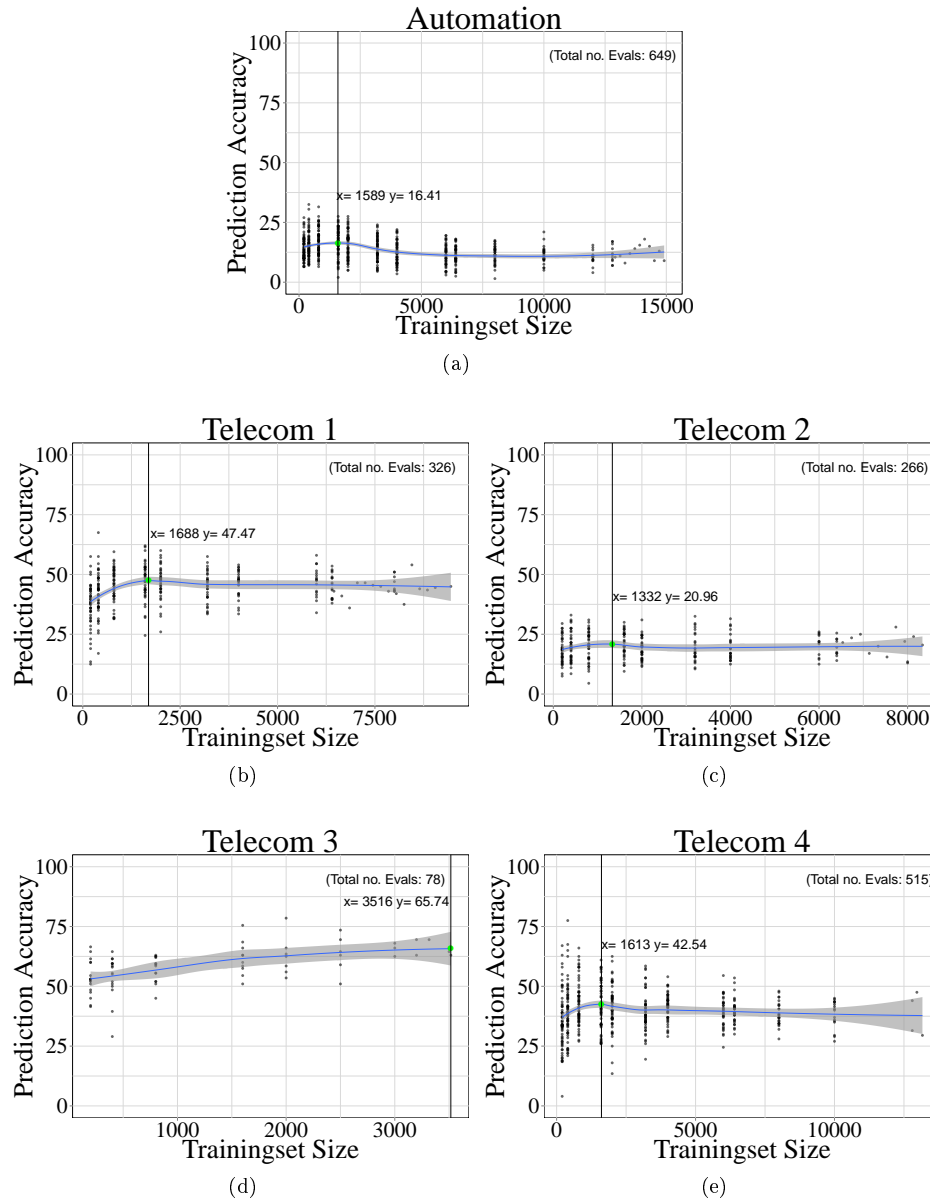 Automation
Prediction Accuracy
100
75
50
25
0
(Total no. Evals: 649)
x= 1589 y= 16.41
0 5000 10000 15000
Trainingset Size
(a)
Telecom 1
Prediction Accuracy
100
75
50
25
0
(Total no. Evals: 326)
x= 1688 y= 47.47
0 2500 5000 7500
Trainingset Size
(b)
Telecom 2
Prediction Accuracy
100
75
50
25
0
(Total no. Evals: 266)
x= 1332 y= 20.96
0 2000 4000 6000 8000
Trainingset Size
(c)
Telecom 3
Prediction Accuracy
100
75
50
25
0
(Total no. Evals: 78)
x= 3516 y= 65.74
1000 2000 3000
Trainingset Size
(d)
Telecom 4
Prediction Accuracy
100
75
50
25
0
(Total no. Evals: 515)
x= 1613 y= 42.54
0 5000 10000
Trainingset Size
(e)